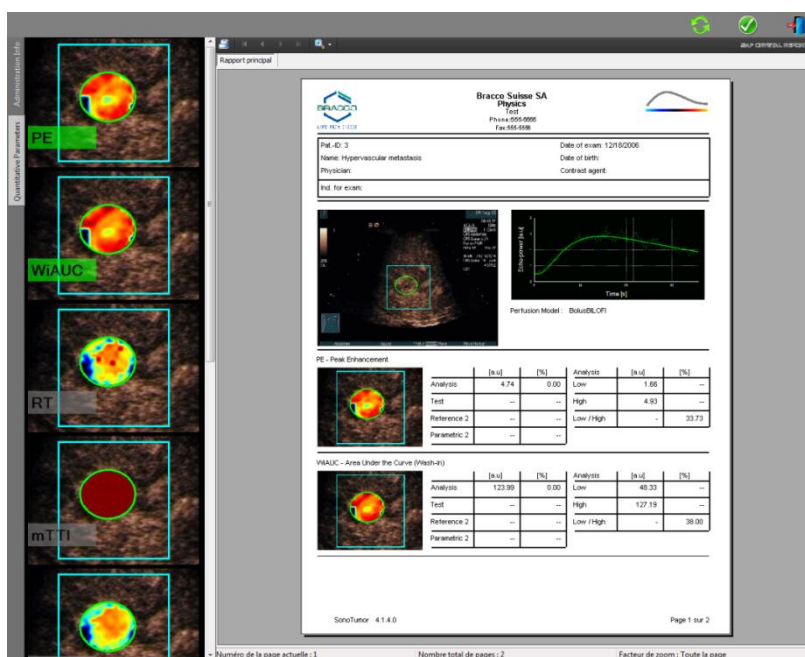 Administration Info
Quantitative Parameters
PE
WiAUC
RT
mTTI
Rapport principal
BRACCO
LIFE FROM INSIDE
Bracco Suisse SA
Physics
Test
Phone:555-5555
Fax:555-5556
Pat.-ID: 3
Date of exam: 12/18/2006
Name: Hypervascular metastasis
Date of birth:
Physician:
Contrast agent:
Ind. for exam:
Echo-power [a.u]
Time [s]
Perfusion Model : BolusBILOFI
PE - Peak Enhancement
[a.u] [%] Analysis [a.u] [%]
Analysis 4.74 0.00 Low 1.66 --
Test -- -- High 4.93 --
Reference 2 -- -- Low / High - 33.73
Parametric 2 -- --
WiAUC - Area Under the Curve (Wash-in)
[a.u] [%] Analysis [a.u] [%]
Analysis 123.99 0.00 Low 48.33 --
Test -- -- High 127.19 --
Reference 2 -- -- Low / High - 38.00
Parametric 2 -- --
SonoTumor 4.1.4.0
Page 1 sur 2
Numéro de la page actuelle : 1
Nombre total de pages : 2
Facteur de zoom : Toute la page